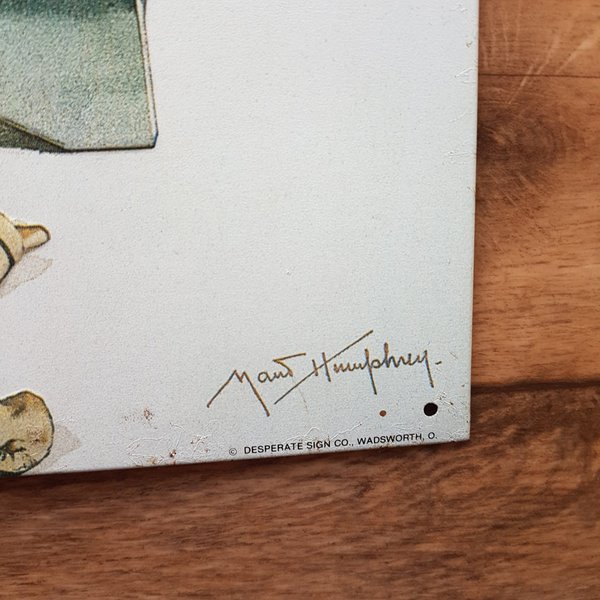 Maud Humphrey.
© DESPERATE SIGN CO., WADSWORTH, O.